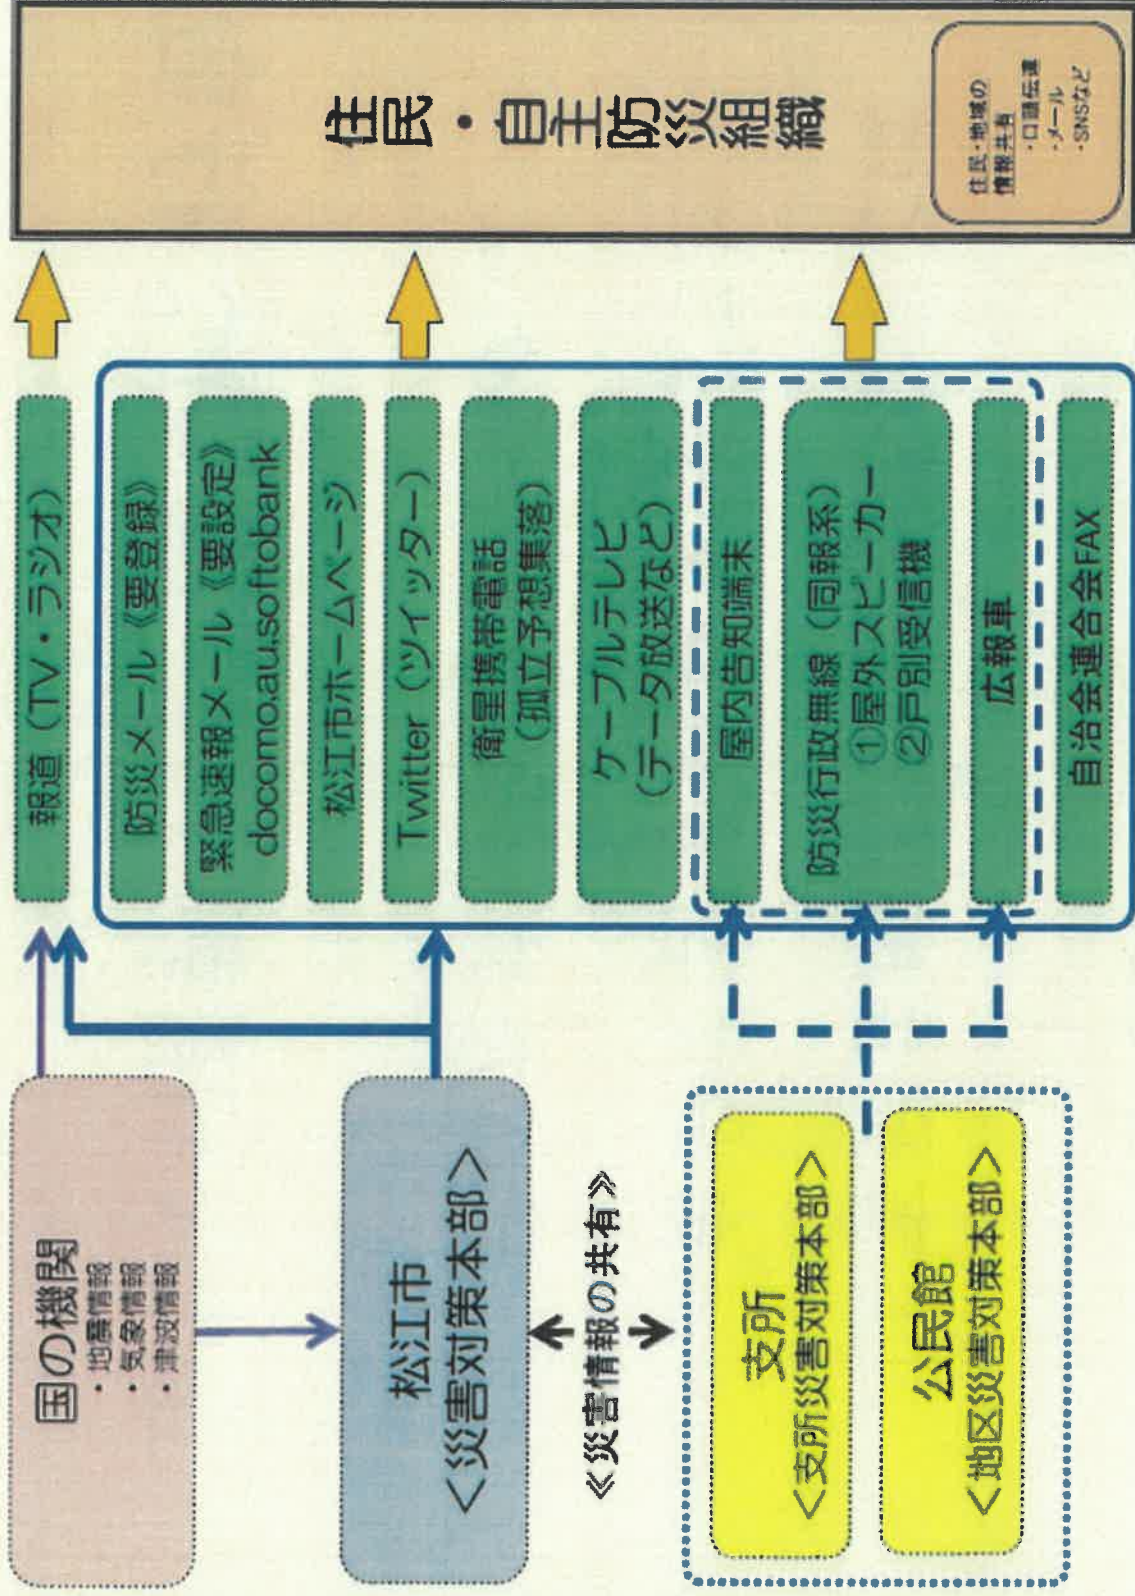 国の機関
・地震情報
・気象情報
・津波情報
松江市
＜災害対策本部＞
≪災害情報の共有≫
支所
＜支所災害対策本部＞
公民館
＜地区災害対策本部＞
報道（TV・ラジオ）
防災メール《要登録》
緊急速報メール《要設定》
docomo.au.softobank
松江市ホームページ
Twitter（ツイッター）
衛星携帯電話
（孤立予想集落）
ケーブルテレビ
（データ放送など）
屋内告知端末
防災行政無線（同報系）
①屋外スピーカー
②戸別受信機
広報車
自治会連合会FAX
住民・自主防災組織
住民・地域の
情報共有
・口頭伝達
・メール
・SNSなど